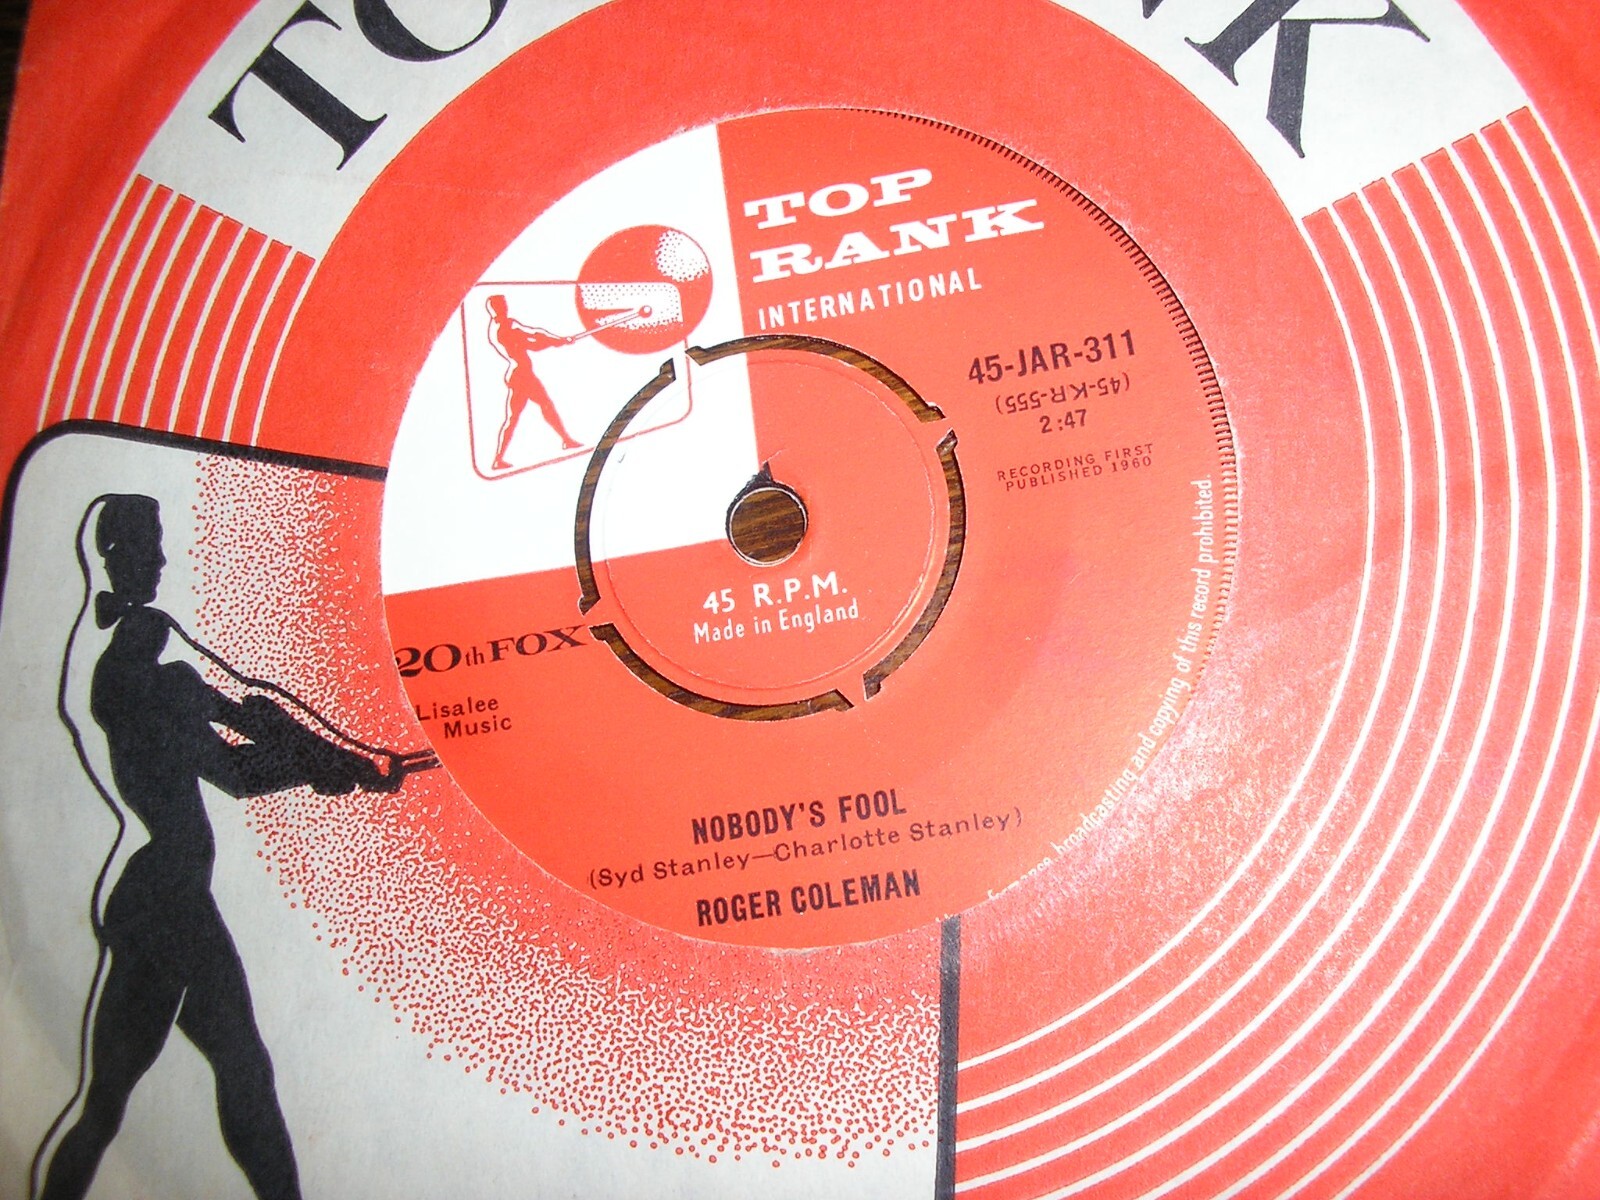 TOP
RANK
INTERNATIONAL
45-JAR-311
(45-KR-555)
2:47
RECORDING FIRST
PUBLISHED 1960
45 R.P.M.
Made in England
20th FOX
Lisalee
Music
NOBODY'S FOOL
(Syd Stanley—Charlotte Stanley)
ROGER COLEMAN
broadcasting and copying of this record prohibited.